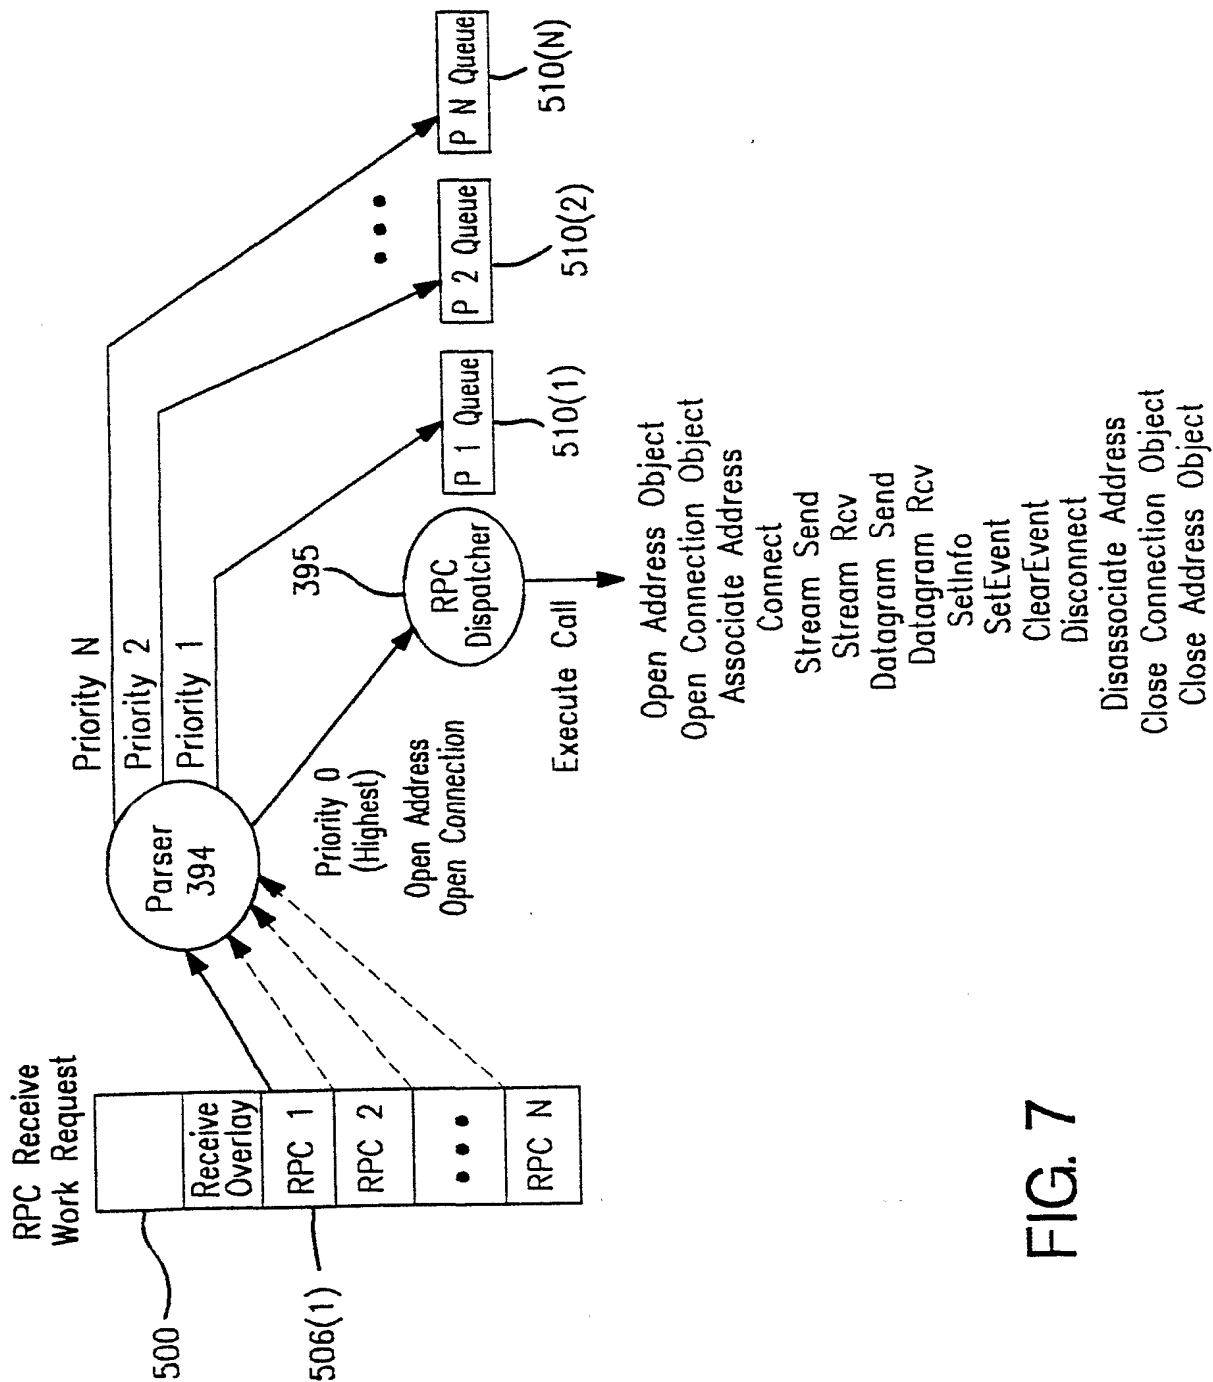 RPC Receive
Work Request
500
Receive
Overlay
506(1)
RPC 1
RPC 2
RPC N
Parser
394
Priority N
Priority 2
Priority 1
Priority 0
(Highest)
Open Address
Open Connection
395
RPC
Dispatcher
P 1 Queue
510(1)
P 2 Queue
510(2)
P N Queue
510(N)
Execute Call
Open Address Object
Open Connection Object
Associate Address
Connect
Stream Send
Stream Rcv
Datagram Send
Datagram Rcv
SetInfo
SetEvent
ClearEvent
Disconnect
Disassociate Address
Close Connection Object
Close Address Object
FIG. 7